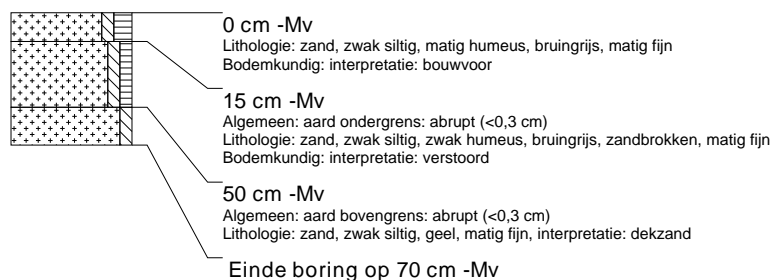 0 cm -Mv
Lithologie: zand, zwak siltig, matig humeus, bruingrijs, matig fijn
Bodemkundig: interpretatie: bouwvoor
15 cm -Mv
Algemeen: aard ondergrens: abrupt (<0,3 cm)
Lithologie: zand, zwak siltig, zwak humeus, bruingrijs, zandbrokken, matig fijn
Bodemkundig: interpretatie: verstoord
50 cm -Mv
Algemeen: aard bovengrens: abrupt (<0,3 cm)
Lithologie: zand, zwak siltig, geel, matig fijn, interpretatie: dekzand
Einde boring op 70 cm -Mv